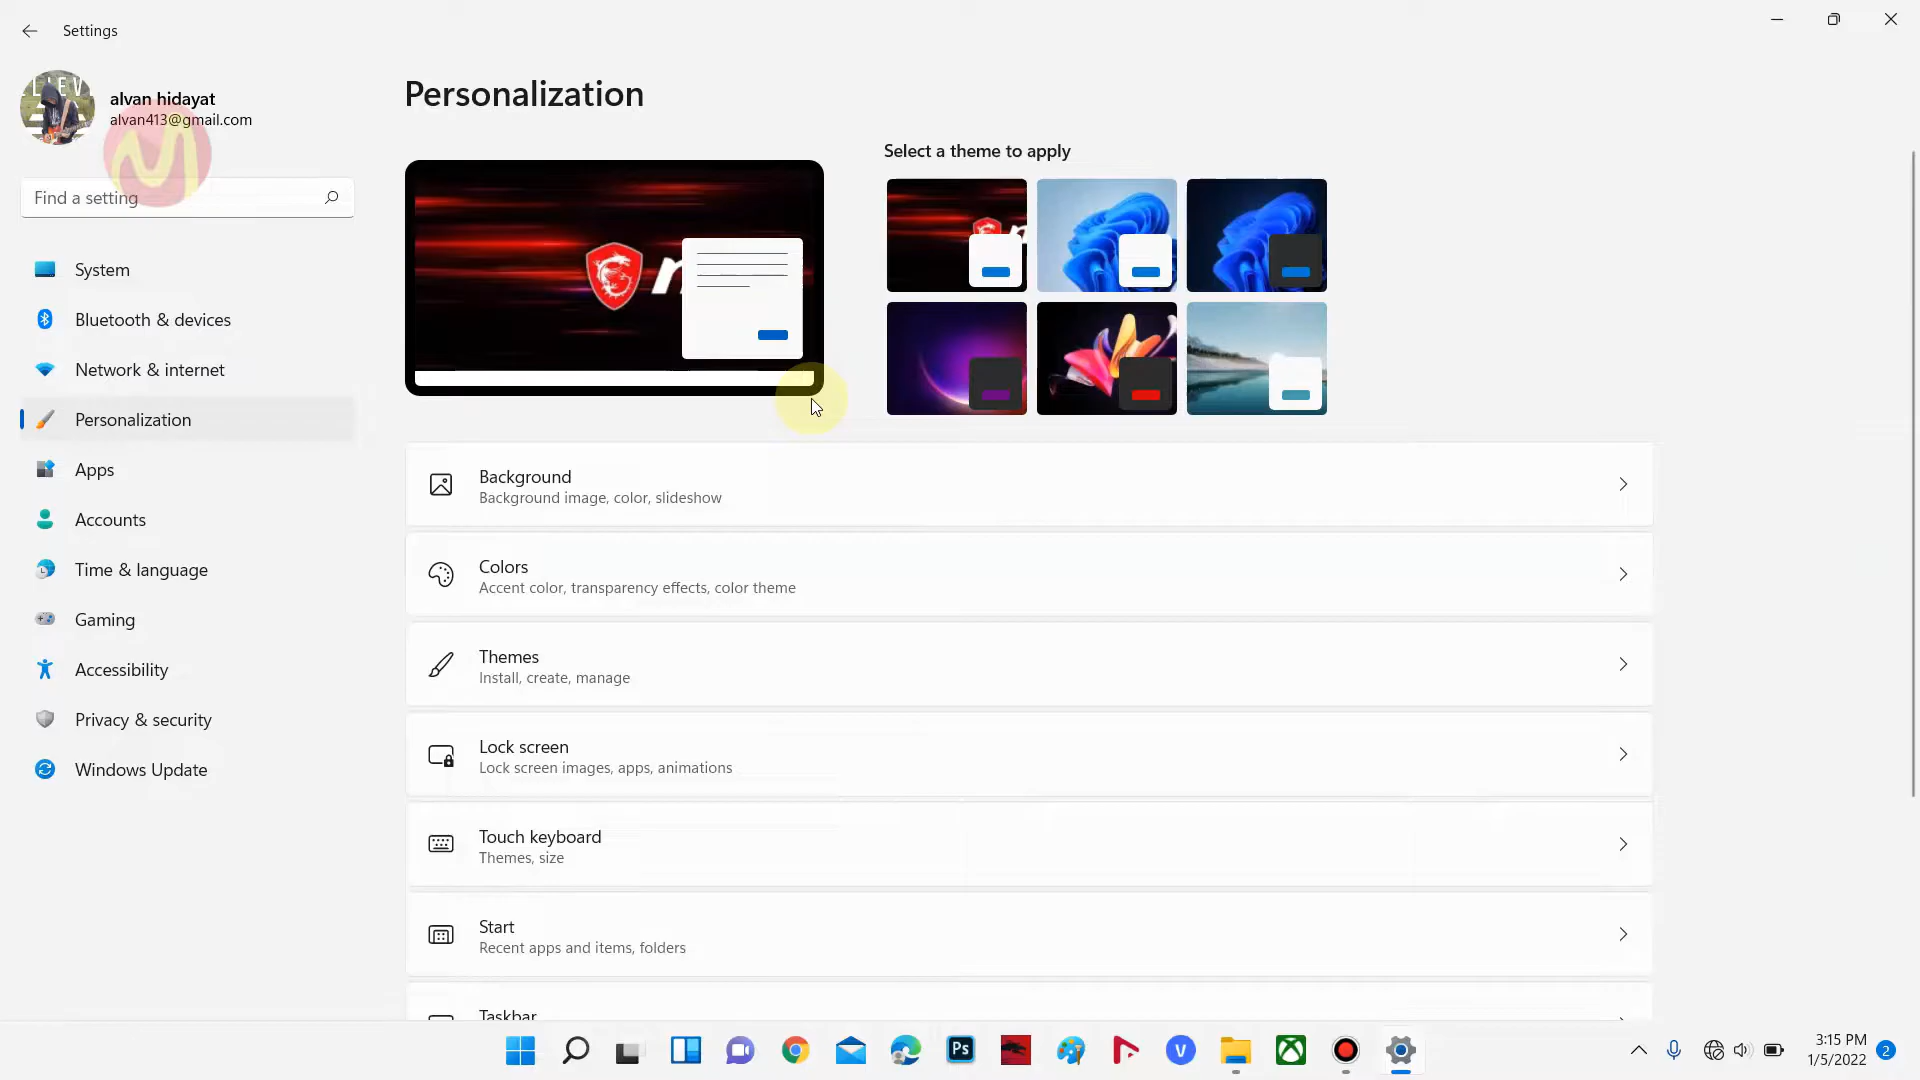 Settings
alvan hidayat
alvan413@gmail.com
Find a setting
System
Bluetooth & devices
Network & internet
Personalization
Apps
Accounts
Time & language
Gaming
Accessibility
Privacy & security
Windows Update
Personalization
Select a theme to apply
Background
Background image, color, slideshow
Colors
Accent color, transparency effects, color theme
Themes
Install, create, manage
Lock screen
Lock screen images, apps, animations
Touch keyboard
Themes, size
Start
Recent apps and items, folders
Taskbar
Ps
V
3:15 PM
1/5/2022
2